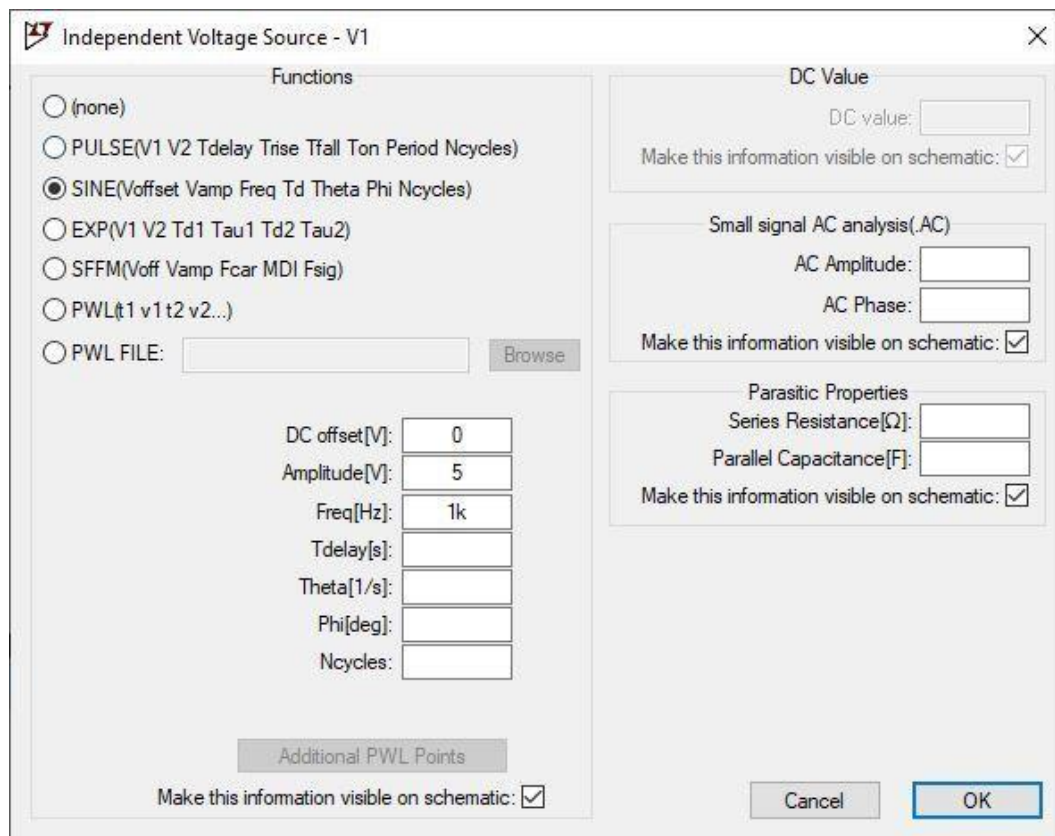 Independent Voltage Source - V1
Functions
(none)
PULSE(V1 V2 Tdelay Trise Tfall Ton Period Ncycles)
SINE(Voffset Vamp Freq Td Theta Phi Ncycles)
EXP(V1 V2 Td1 Tau1 Td2 Tau2)
SFFM(Voff Vamp Fcar MDI Fsig)
PWL(t1 v1 t2 v2...)
PWL FILE: Browse
DC offset[V]: 0
Amplitude[V]: 5
Freq[Hz]: 1k
Tdelay[s]:
Theta[1/s]:
Phi[deg]:
Ncycles:
Additional PWL Points
Make this information visible on schematic:
DC Value
DC value:
Make this information visible on schematic:
Small signal AC analysis(.AC)
AC Amplitude:
AC Phase:
Make this information visible on schematic:
Parasitic Properties
Series Resistance[Ω]:
Parallel Capacitance[F]:
Make this information visible on schematic:
Cancel OK